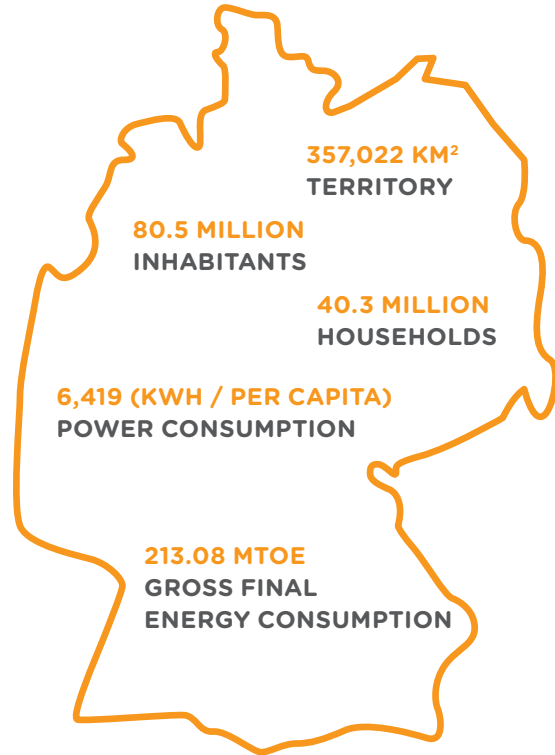 357,022 KM²
TERRITORY
80.5 MILLION
INHABITANTS
40.3 MILLION
HOUSEHOLDS
6,419 (KWH / PER CAPITA)
POWER CONSUMPTION
213.08 MTOE
GROSS FINAL
ENERGY CONSUMPTION